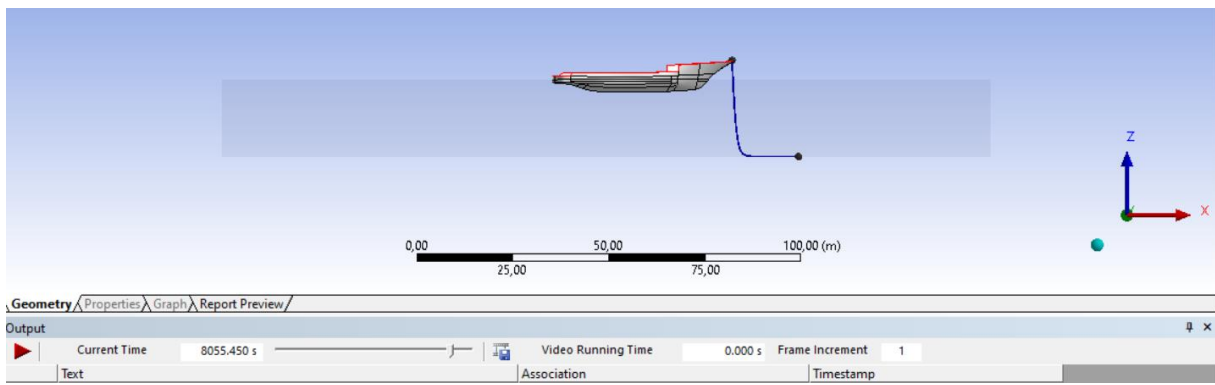 Z
X
0,00 50,00 100,00 (m)
25,00 75,00
Geometry Properties Graph Report Preview
Output
Current Time 8055.450 s Video Running Time 0.000 s Frame Increment 1
Text Association Timestamp